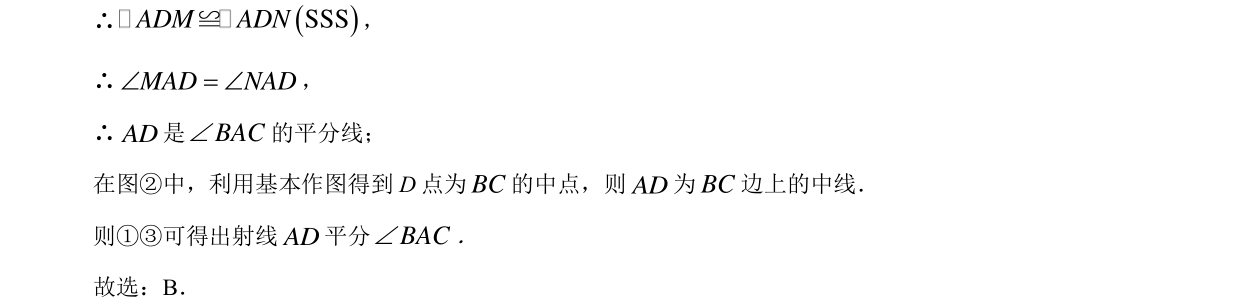 ∴□ADM≌□ADN(SSS)，
∴∠MAD=∠NAD，
∴AD是∠BAC的平分线；
在图②中，利用基本作图得到D点为BC的中点，则AD为BC边上的中线．
则①③可得出射线AD平分∠BAC．
故选：B．